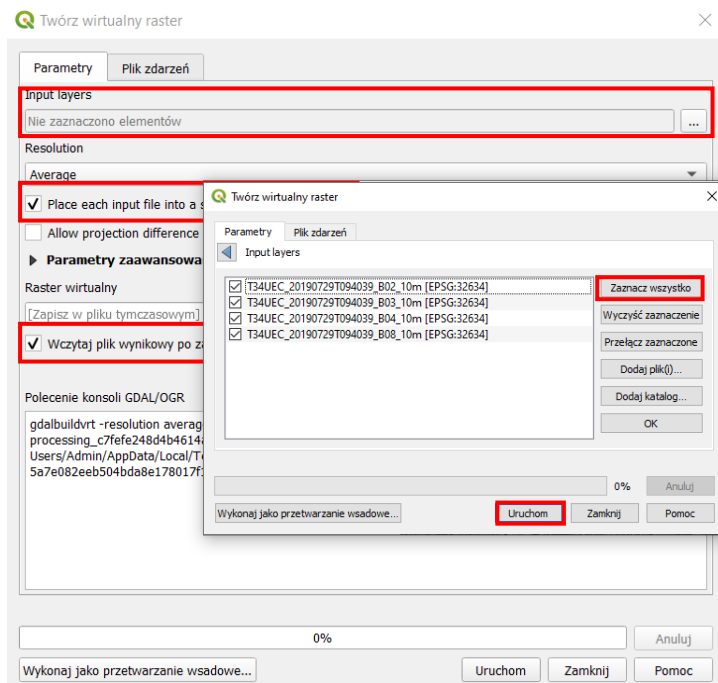 Twórz wirtualny raster
Parametry Plik zdarzeń
Input layers
Nie zaznaczono elementów ...
Resolution
Average
Place each input file into a s
Allow projection difference
Parametry zaawansowa
Raster wirtualny
[Zapisz w pliku tymczasowym]
Wczytaj plik wynikowy po za
Polecenie konsoli GDAL/OGR
gdalbuildvrt -resolution averag
processing_c7fefe248d4b4614a
Users/Admin/AppData/Local/Te
5a7e082eeb504bda8e178017f1
0% Anuluj
Wykonaj jako przetwarzanie wsadowe... Uruchom Zamknij Pomoc
Twórz wirtualny raster
Parametry Plik zdarzeń
Input layers
T34UEC_20190729T094039_B02_10m [EPSG:32634] Zaznacz wszystko
T34UEC_20190729T094039_B03_10m [EPSG:32634] Wyczyść zaznaczenie
T34UEC_20190729T094039_B04_10m [EPSG:32634] Przełącz zaznaczone
T34UEC_20190729T094039_B08_10m [EPSG:32634]
Dodaj plik(i)...
Dodaj katalog...
OK
0% Anuluj
Wykonaj jako przetwarzanie wsadowe... Uruchom Zamknij Pomoc